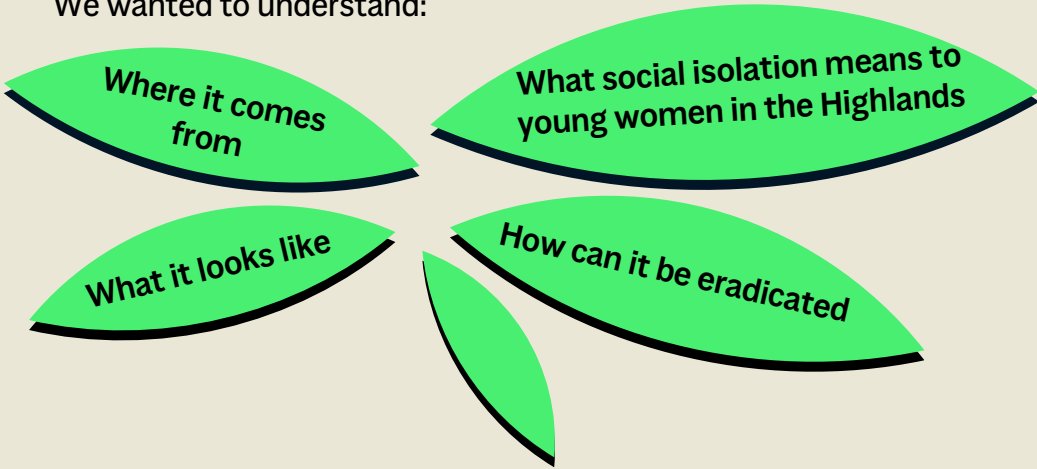 We wanted to understand:
Where it comes
from
What social isolation means to
young women in the Highlands
What it looks like
How can it be eradicated